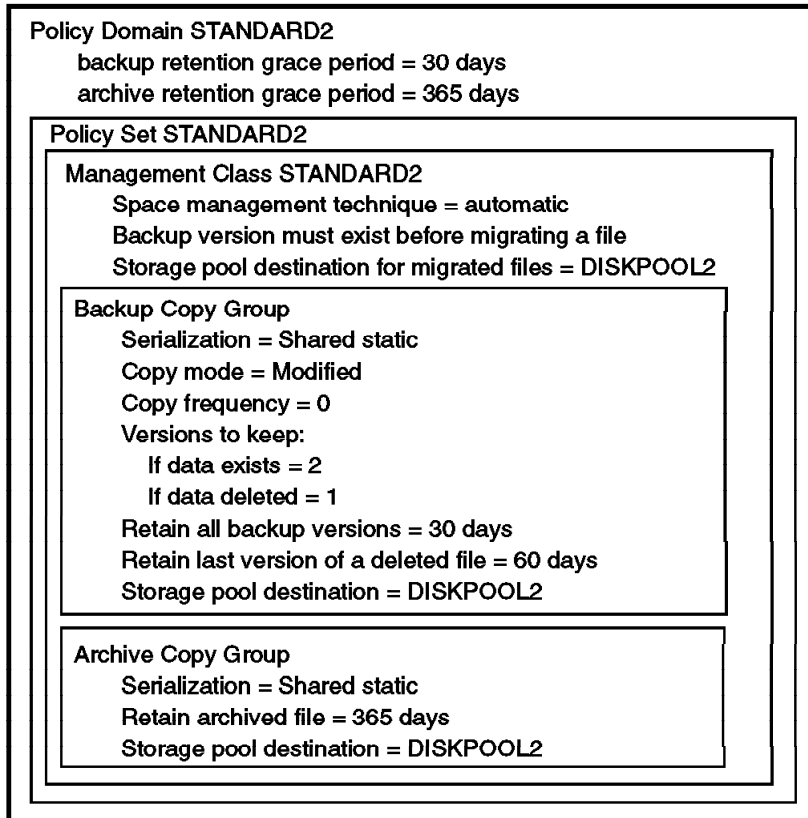 Policy Domain STANDARD2
backup retention grace period = 30 days
archive retention grace period = 365 days
Policy Set STANDARD2
Management Class STANDARD2
Space management technique = automatic
Backup version must exist before migrating a file
Storage pool destination for migrated files = DISKPOOL2
Backup Copy Group
Serialization = Shared static
Copy mode = Modified
Copy frequency = 0
Versions to keep:
If data exists = 2
If data deleted = 1
Retain all backup versions = 30 days
Retain last version of a deleted file = 60 days
Storage pool destination = DISKPOOL2
Archive Copy Group
Serialization = Shared static
Retain archived file = 365 days
Storage pool destination = DISKPOOL2